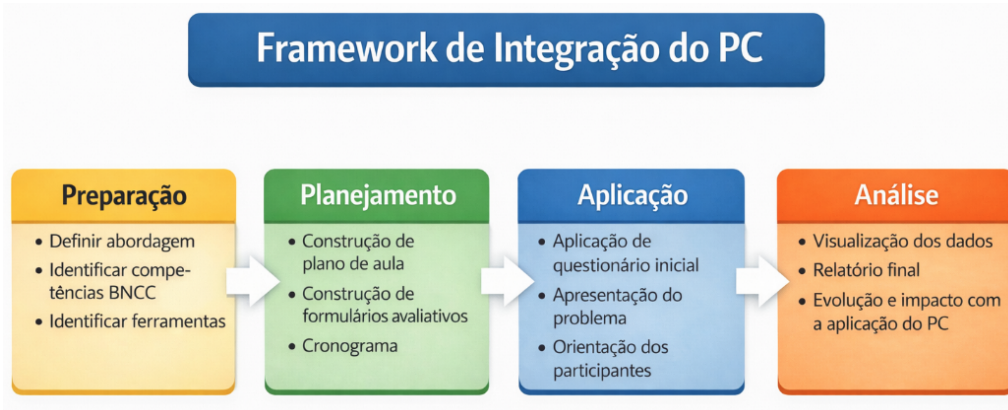 Framework de Integração do PC
Preparação
• Definir abordagem
• Identificar compe-
tências BNCC
• Identificar ferramentas
Planejamento
• Construção de
plano de aula
• Construção de
formulários avaliativos
• Cronograma
Aplicação
• Aplicação de
questionário inicial
• Apresentação do
problema
• Orientação dos
participantes
Análise
• Visualização dos dados
• Relatório final
• Evolução e impacto com
a aplicação do PC